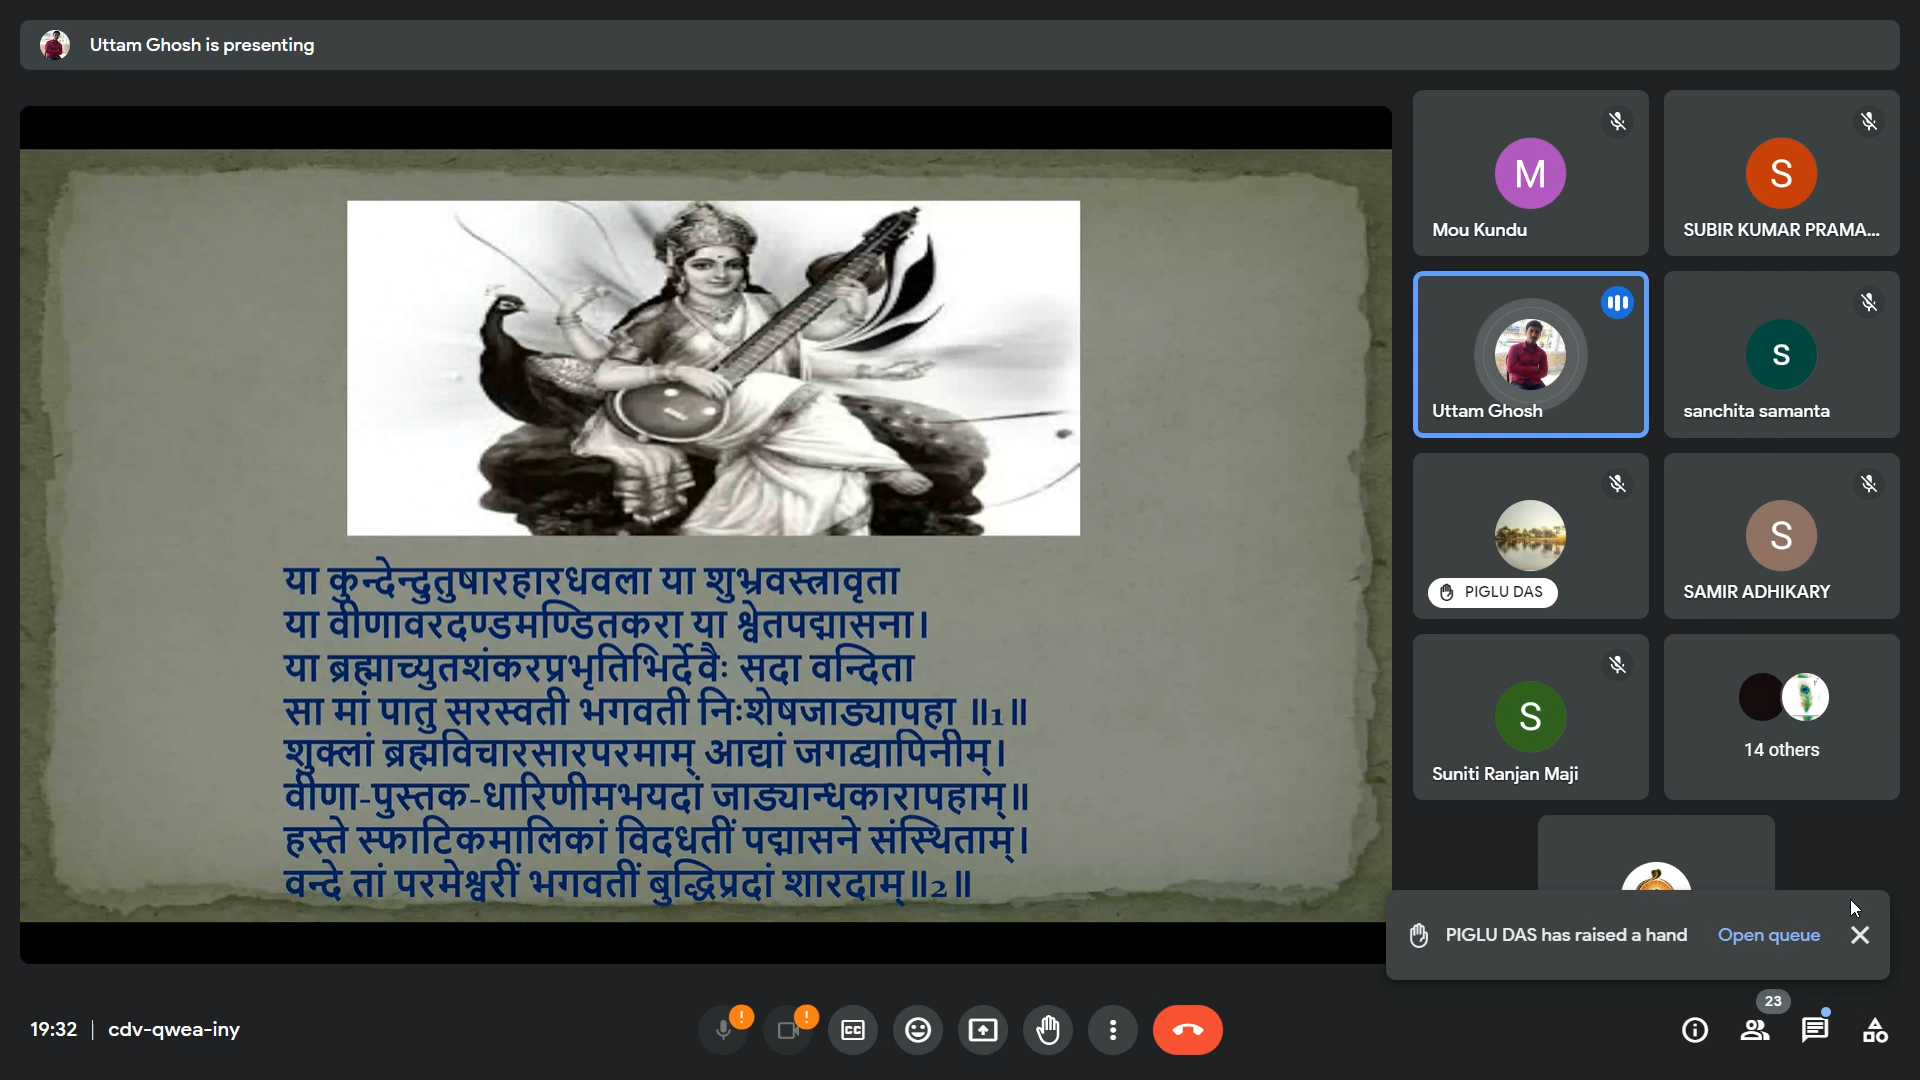 Uttam Ghosh is presenting
या कुन्देन्दुतुषारहारधवला या शुभ्रवस्त्रावृता
या वीणावरदण्डमण्डितकरा या श्वेतपद्मासना।
या ब्रह्माच्युतशंकरप्रभृतिभिर्देवैः सदा वन्दिता
सा मां पातु सरस्वती भगवती निःशेषजाड्यापहा ॥1॥
शुक्लां ब्रह्मविचारसारपरमाम् आद्यां जगद्व्यापिनीम्।
वीणा-पुस्तक-धारिणीमभयदां जाड्यान्धकारापहाम्॥
हस्ते स्फाटिकमालिकां विदधतीं पद्मासने संस्थिताम्।
वन्दे तां परमेश्वरीं भगवतीं बुद्धिप्रदां शारदाम्॥2॥
M
Mou Kundu
S
SUBIR KUMAR PRAMA...
Uttam Ghosh
s
sanchita samanta
PIGLU DAS
S
SAMIR ADHIKARY
S
Suniti Ranjan Maji
14 others
PIGLU DAS has raised a hand
Open queue
19:32
cdv-qwea-iny
CC
23